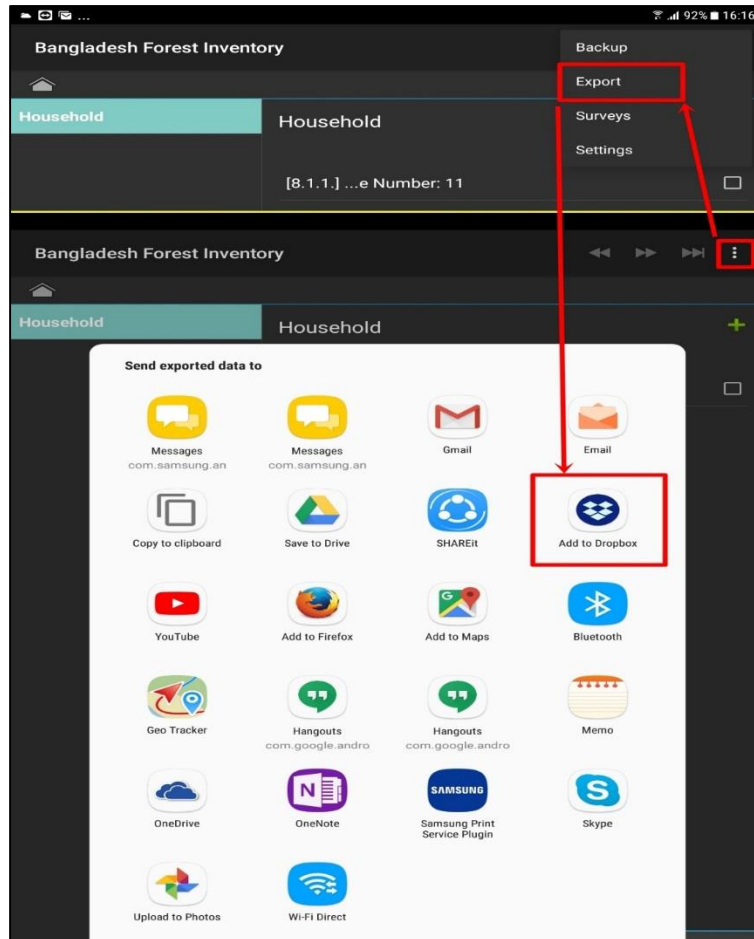 ... 92% 16:16
Bangladesh Forest Inventory
Backup
Export
Surveys
Settings
Household
Household
[8.1.1.] ...e Number: 11
Bangladesh Forest Inventory
Household
Household
Send exported data to
Messages
com.samsung.an
Messages
com.samsung.an
Gmail
Email
Copy to clipboard
Save to Drive
SHAREit
Add to Dropbox
YouTube
Add to Firefox
G
Add to Maps
Bluetooth
Geo Tracker
Hangouts
com.google.andro
Hangouts
com.google.andro
Memo
OneDrive
N
OneNote
SAMSUNG
Samsung Print
Service Plugin
S
Skype
Upload to Photos
Wi-Fi Direct